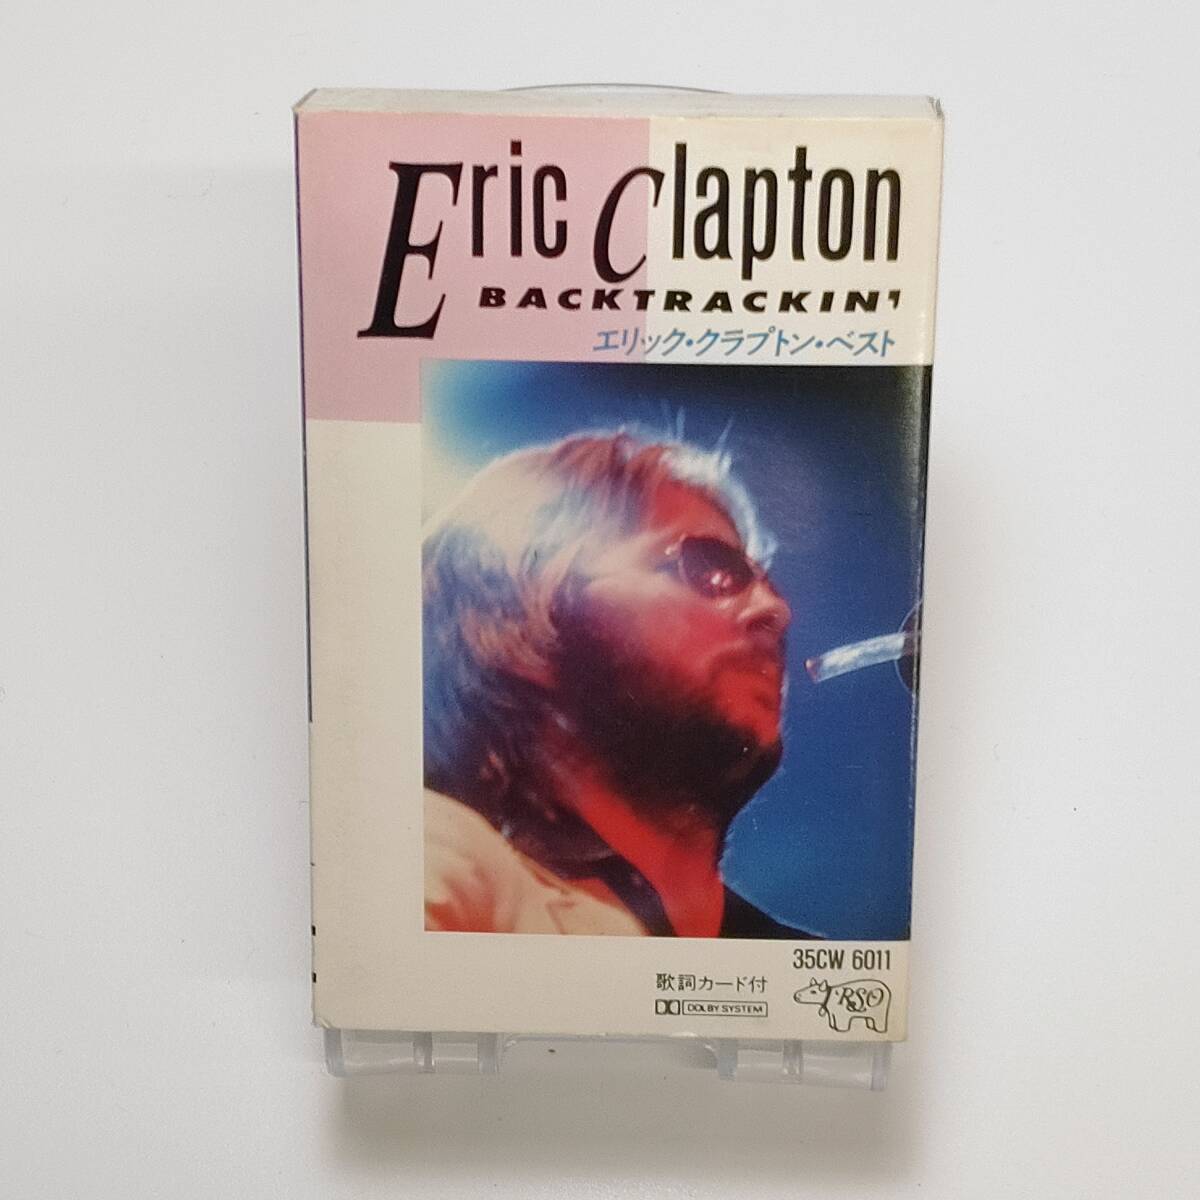 Eric Clapton
BACKTRACKIN'
エリック・クラプトン・ベスト
35CW 6011
歌詞カード付
DOLBY SYSTEM
RSO